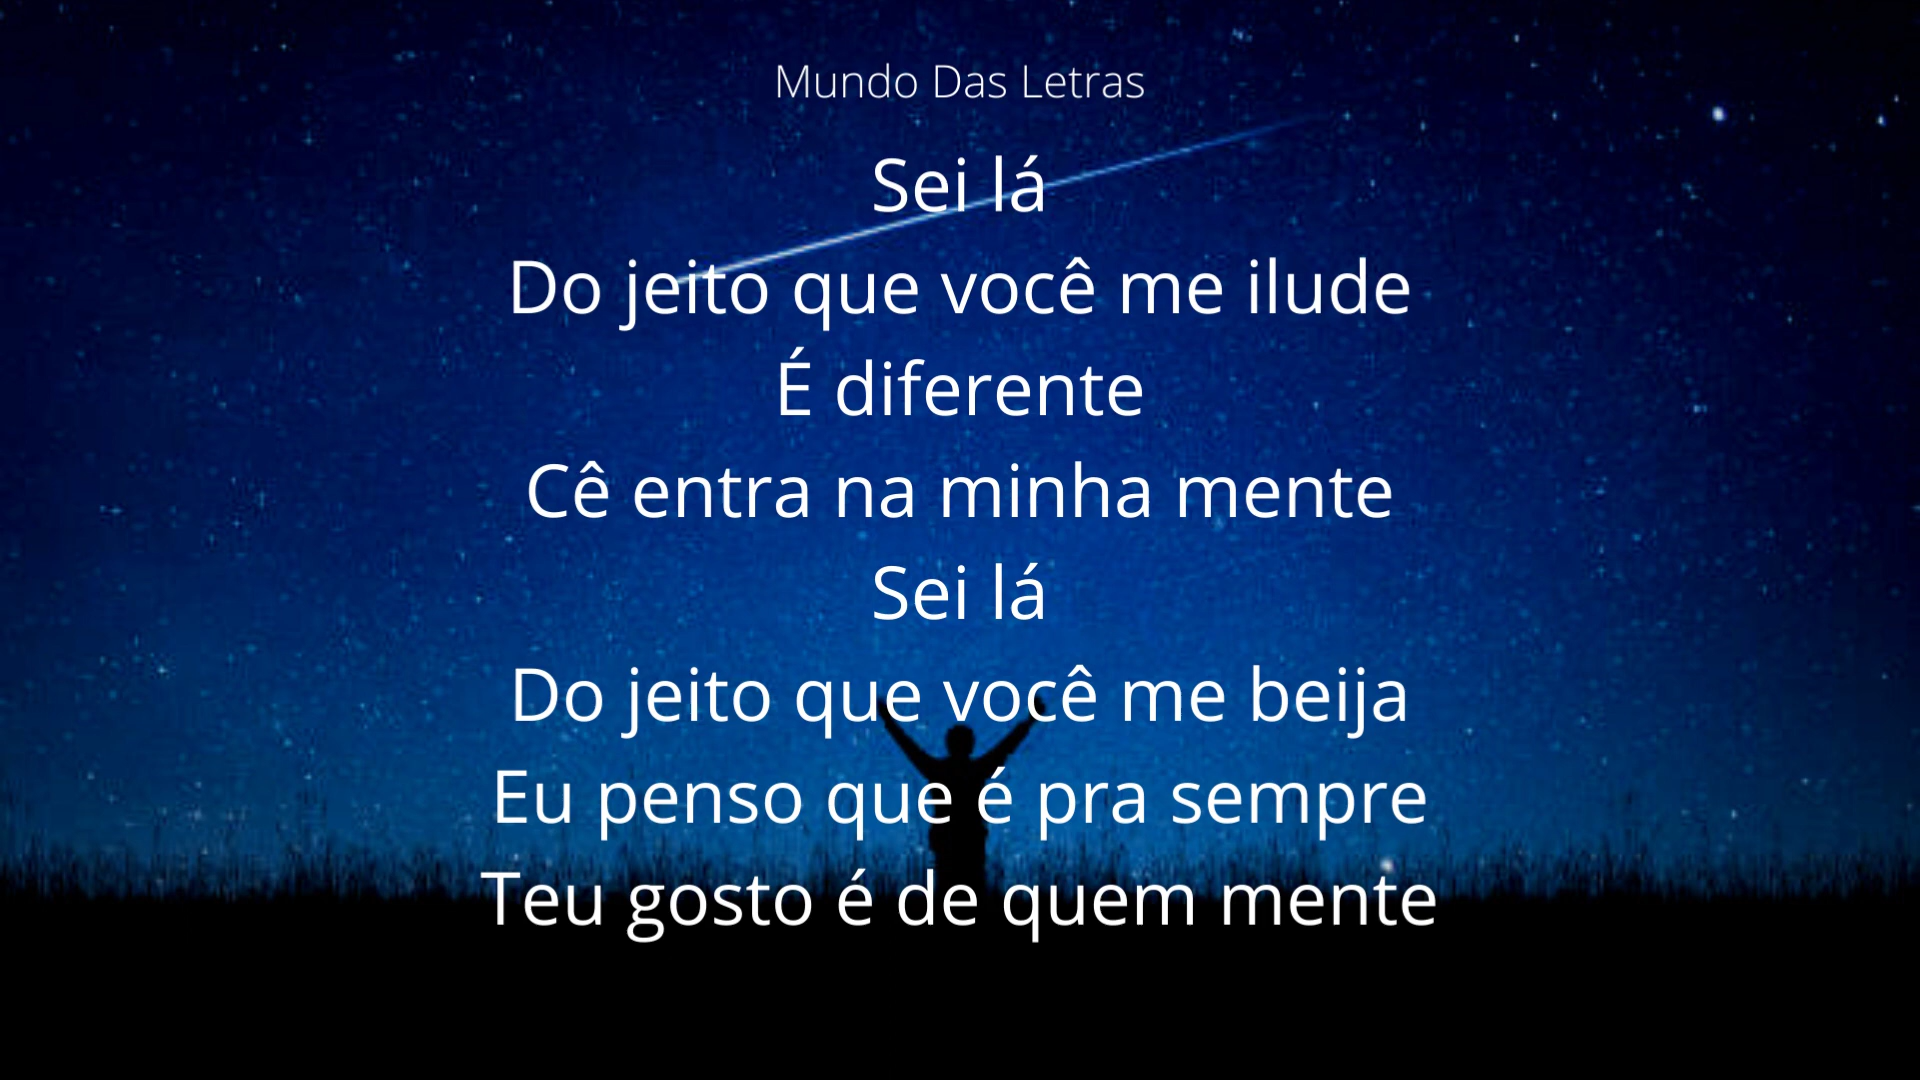 Mundo Das Letras
Sei lá
Do jeito que você me ilude
É diferente
Cê entra na minha mente
Sei lá
Do jeito que você me beija
Eu penso que é pra sempre
Teu gosto é de quem mente